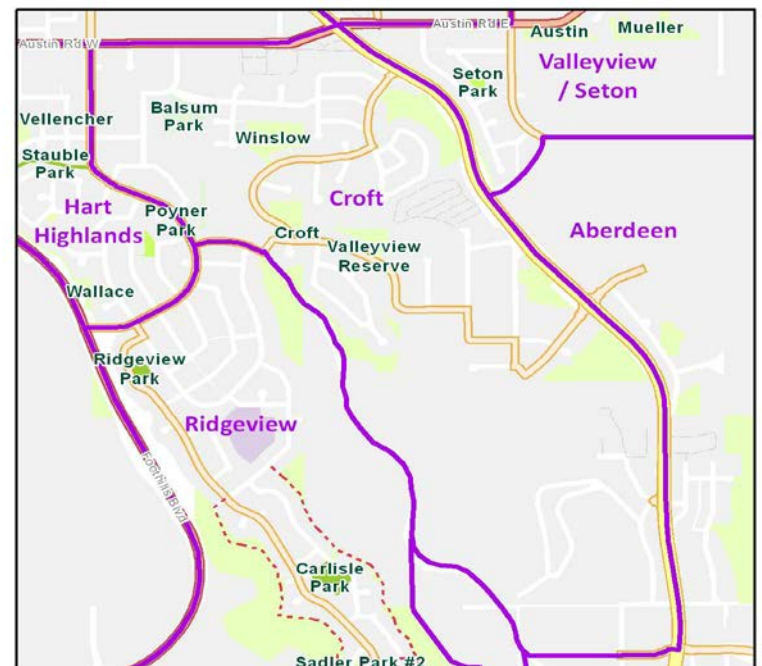 Austin Rd W
Austin Rd E
Austin
Mueller
Valleyview
/ Seton
Seton
Park
Balsum
Park
Vellencher
Winslow
Stauble
Park
Hart
Highlands
Poyner
Park
Croft
Croft
Valleyview
Reserve
Aberdeen
Wallace
Ridgeview
Park
Ridgeview
Foothills Blvd
Carlisle
Park
Sadler Park #2